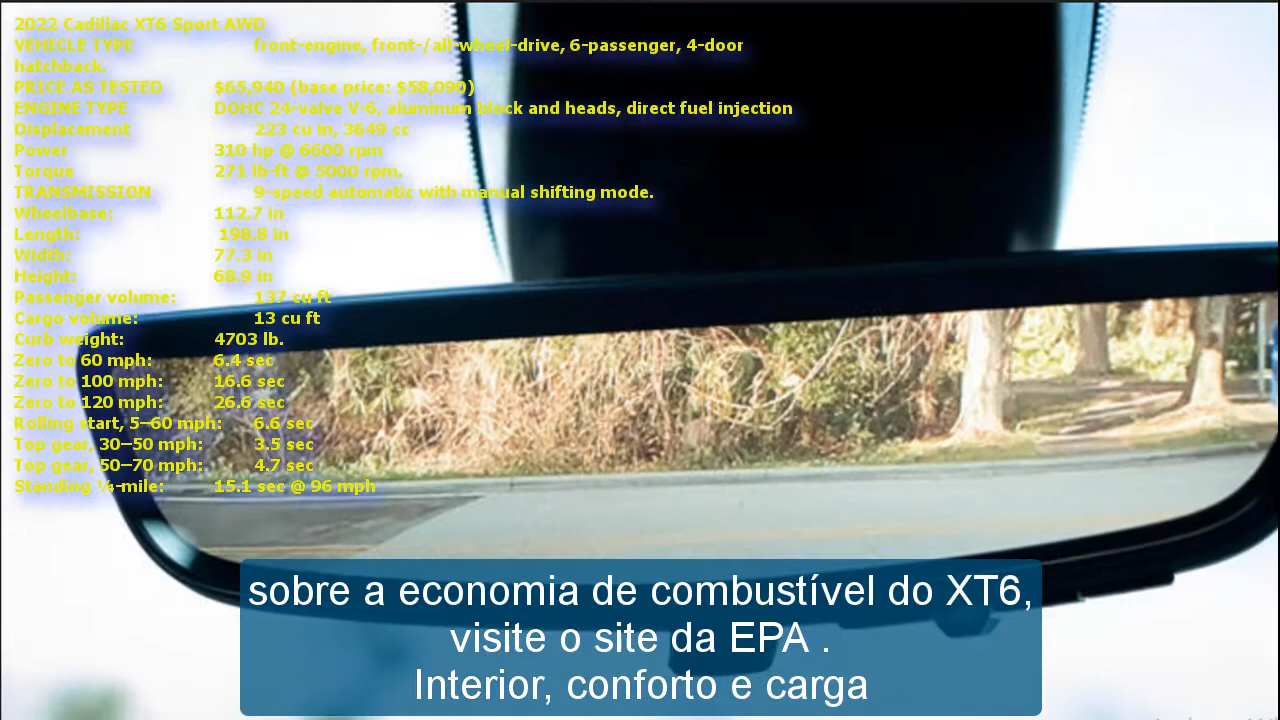 2022 Cadillac XT6 Sport AWD
VEHICLE TYPE front-engine, front-/all-wheel-drive, 6-passenger, 4-door
hatchback.
PRICE AS TESTED $65,940 (base price: $58,090)
ENGINE TYPE DOHC 24-valve V-6, aluminum block and heads, direct fuel injection
Displacement 223 cu in, 3649 cc
Power 310 hp @ 6600 rpm
Torque 271 lb-ft @ 5000 rpm.
TRANSMISSION 9-speed automatic with manual shifting mode.
Wheelbase: 112.7 in
Length: 198.8 in
Width: 77.3 in
Height: 68.9 in
Passenger volume: 137 cu ft
Cargo volume: 13 cu ft
Curb weight: 4703 lb.
Zero to 60 mph: 6.4 sec
Zero to 100 mph: 16.6 sec
Zero to 120 mph: 26.6 sec
Rolling start, 5–60 mph: 6.6 sec
Top gear, 30–50 mph: 3.5 sec
Top gear, 50–70 mph: 4.7 sec
Standing ¼-mile: 15.1 sec @ 96 mph
sobre a economia de combustível do XT6,
visite o site da EPA .
Interior, conforto e carga